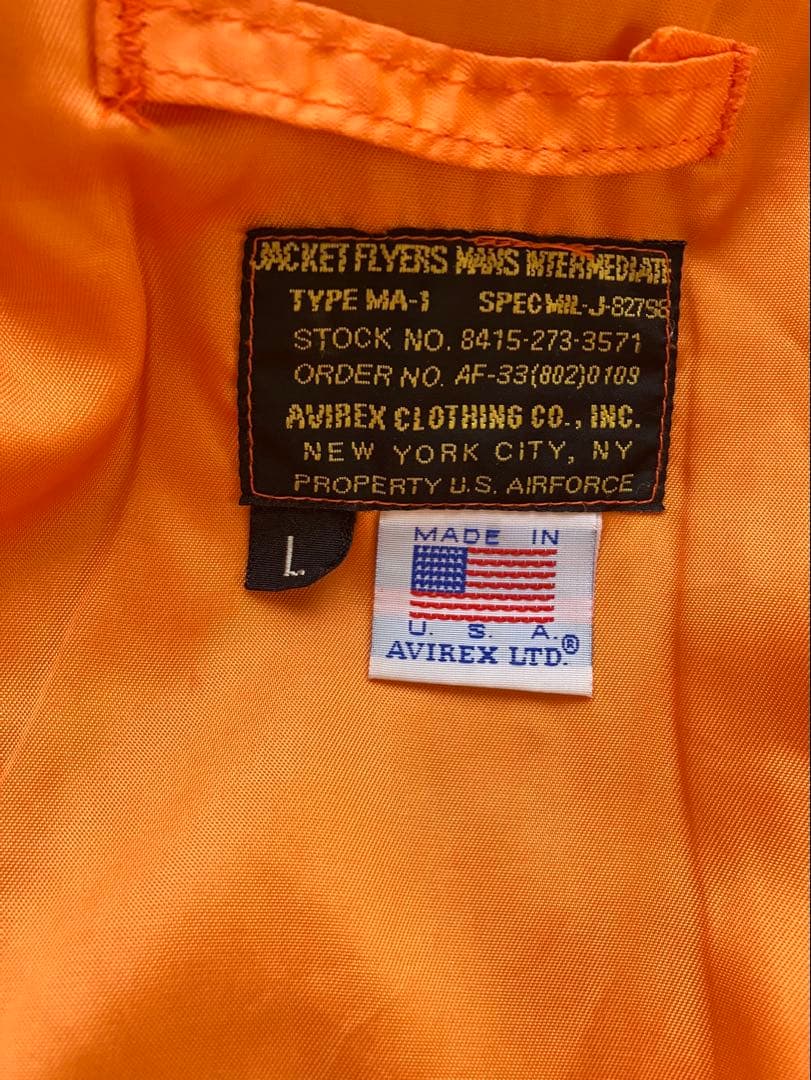 JACKET FLYERS MANS INTERMEDIATE
TYPE MA-1 SPEC MIL-J-8279E
STOCK NO. 8415-273-3571
ORDER NO. AF-33(802)0109
AVIREX CLOTHING CO., INC.
NEW YORK CITY, NY
PROPERTY U.S. AIRFORCE
L
MADE IN
U. S. A.
AVIREX LTD.®